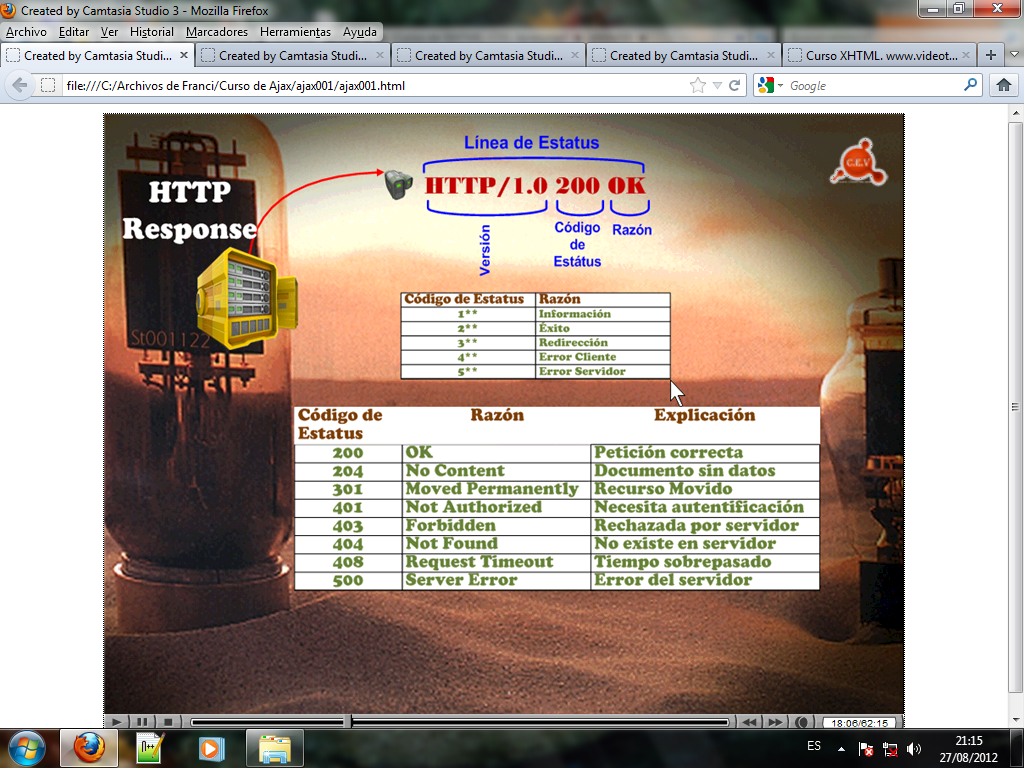 Created by Camtasia Studio 3 - Mozilla Firefox
Archivo Editar Ver Historial Marcadores Herramientas Ayuda
Created by Camtasia Studi... Created by Camtasia Studi... Created by Camtasia Studi... Created by Camtasia Studi... Curso XHTML. www.videot...
file:///C:/Archivos de Franci/Curso de Ajax/ajax001/ajax001.html Google
Línea de Estatus
HTTP/1.0 200 OK
HTTP
Response
Versión
Código
de
Estátus
Razón
C.E.V
St001122
Código de Estatus Razón
1** Información
2** Éxito
3** Redirección
4** Error Cliente
5** Error Servidor
Código de
Estatus Razón Explicación
200 OK Petición correcta
204 No Content Documento sin datos
301 Moved Permanently Recurso Movido
401 Not Authorized Necesita autentificación
403 Forbidden Rechazada por servidor
404 Not Found No existe en servidor
408 Request Timeout Tiempo sobrepasado
500 Server Error Error del servidor
18:06/62:15
ES
21:15
27/08/2012